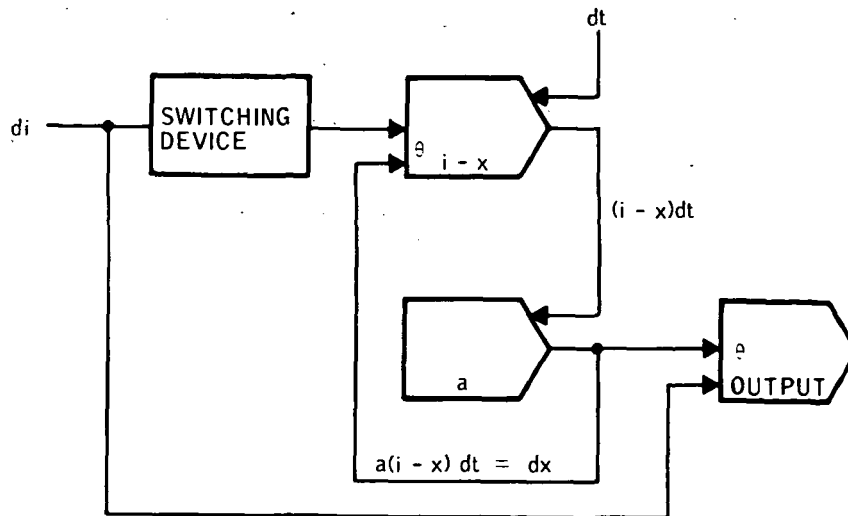 dt
di
SWITCHING
DEVICE
θ
i - x
(i - x)dt
a
θ
OUTPUT
a(i - x) dt = dx